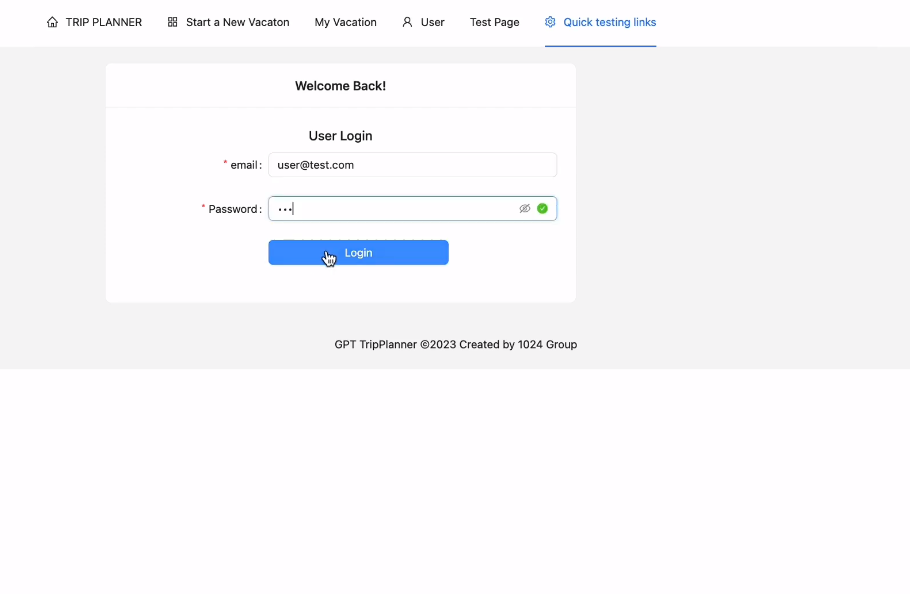 TRIP PLANNER Start a New Vacaton My Vacation User Test Page Quick testing links
Welcome Back!
User Login
* email : user@test.com
* Password : •••
Login
GPT TripPlanner ©2023 Created by 1024 Group